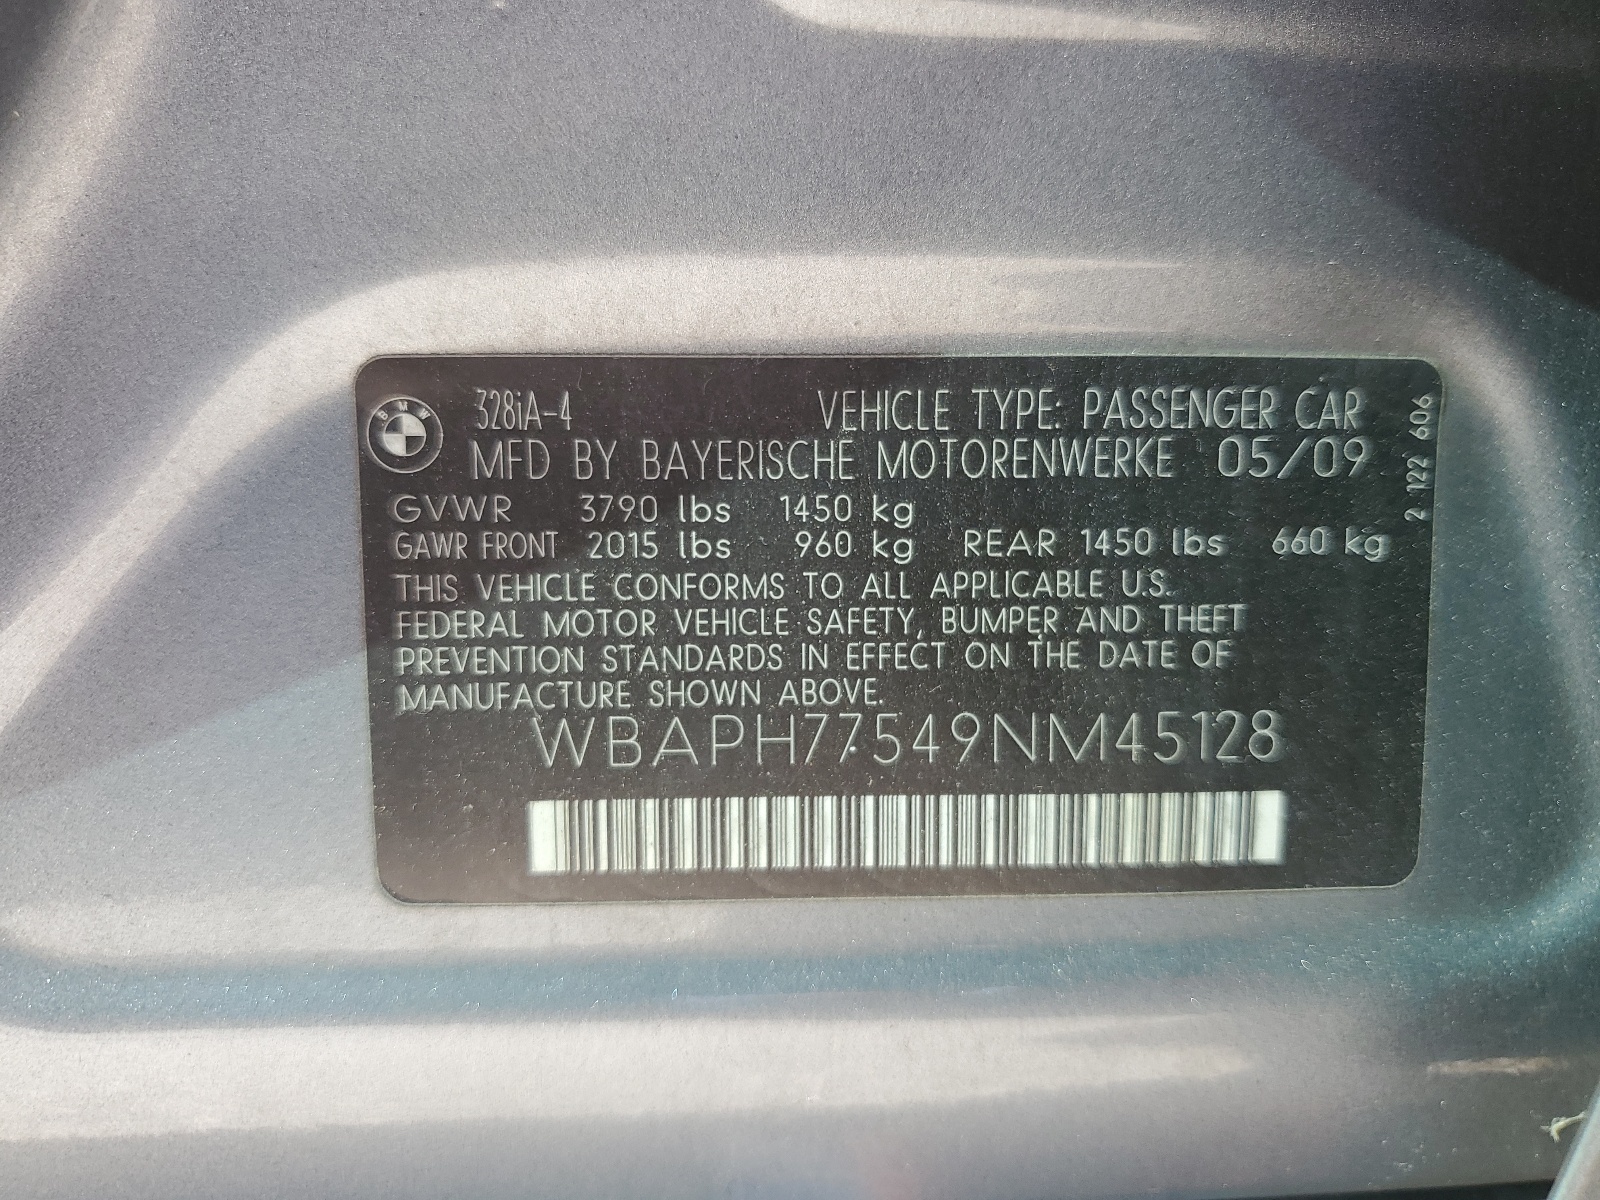 BMW
328iA-4 VEHICLE TYPE: PASSENGER CAR
MFD BY BAYERISCHE MOTORENWERKE 05/09
GVWR 3790 lbs 1450 kg
GAWR FRONT 2015 lbs 960 kg REAR 1450 lbs 660 kg
THIS VEHICLE CONFORMS TO ALL APPLICABLE U.S.
FEDERAL MOTOR VEHICLE SAFETY, BUMPER AND THEFT
PREVENTION STANDARDS IN EFFECT ON THE DATE OF
MANUFACTURE SHOWN ABOVE.
WBAPH77549NM45128
2 122 606